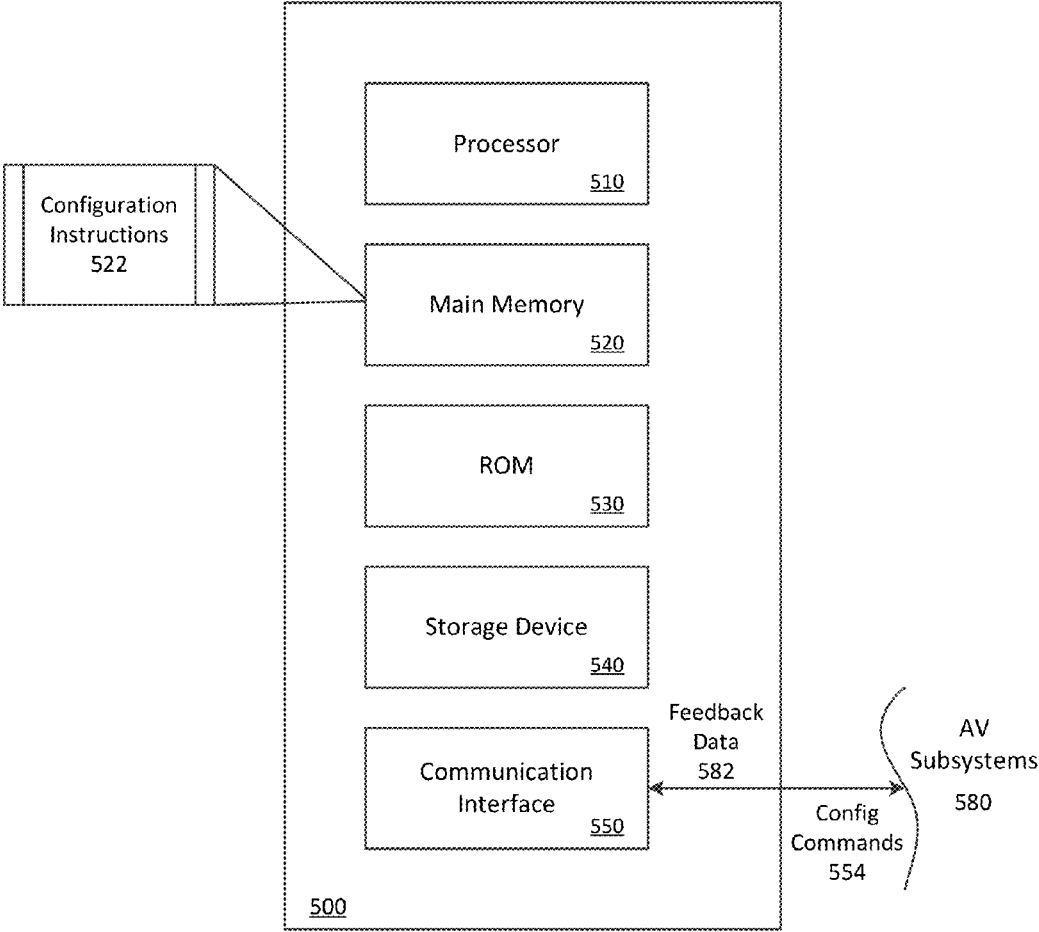 Processor
510
Configuration
Instructions
522
Main Memory
520
ROM
530
Storage Device
540
Feedback
Data
582
AV
Subsystems
580
Communication
Interface
550
Config
Commands
554
500